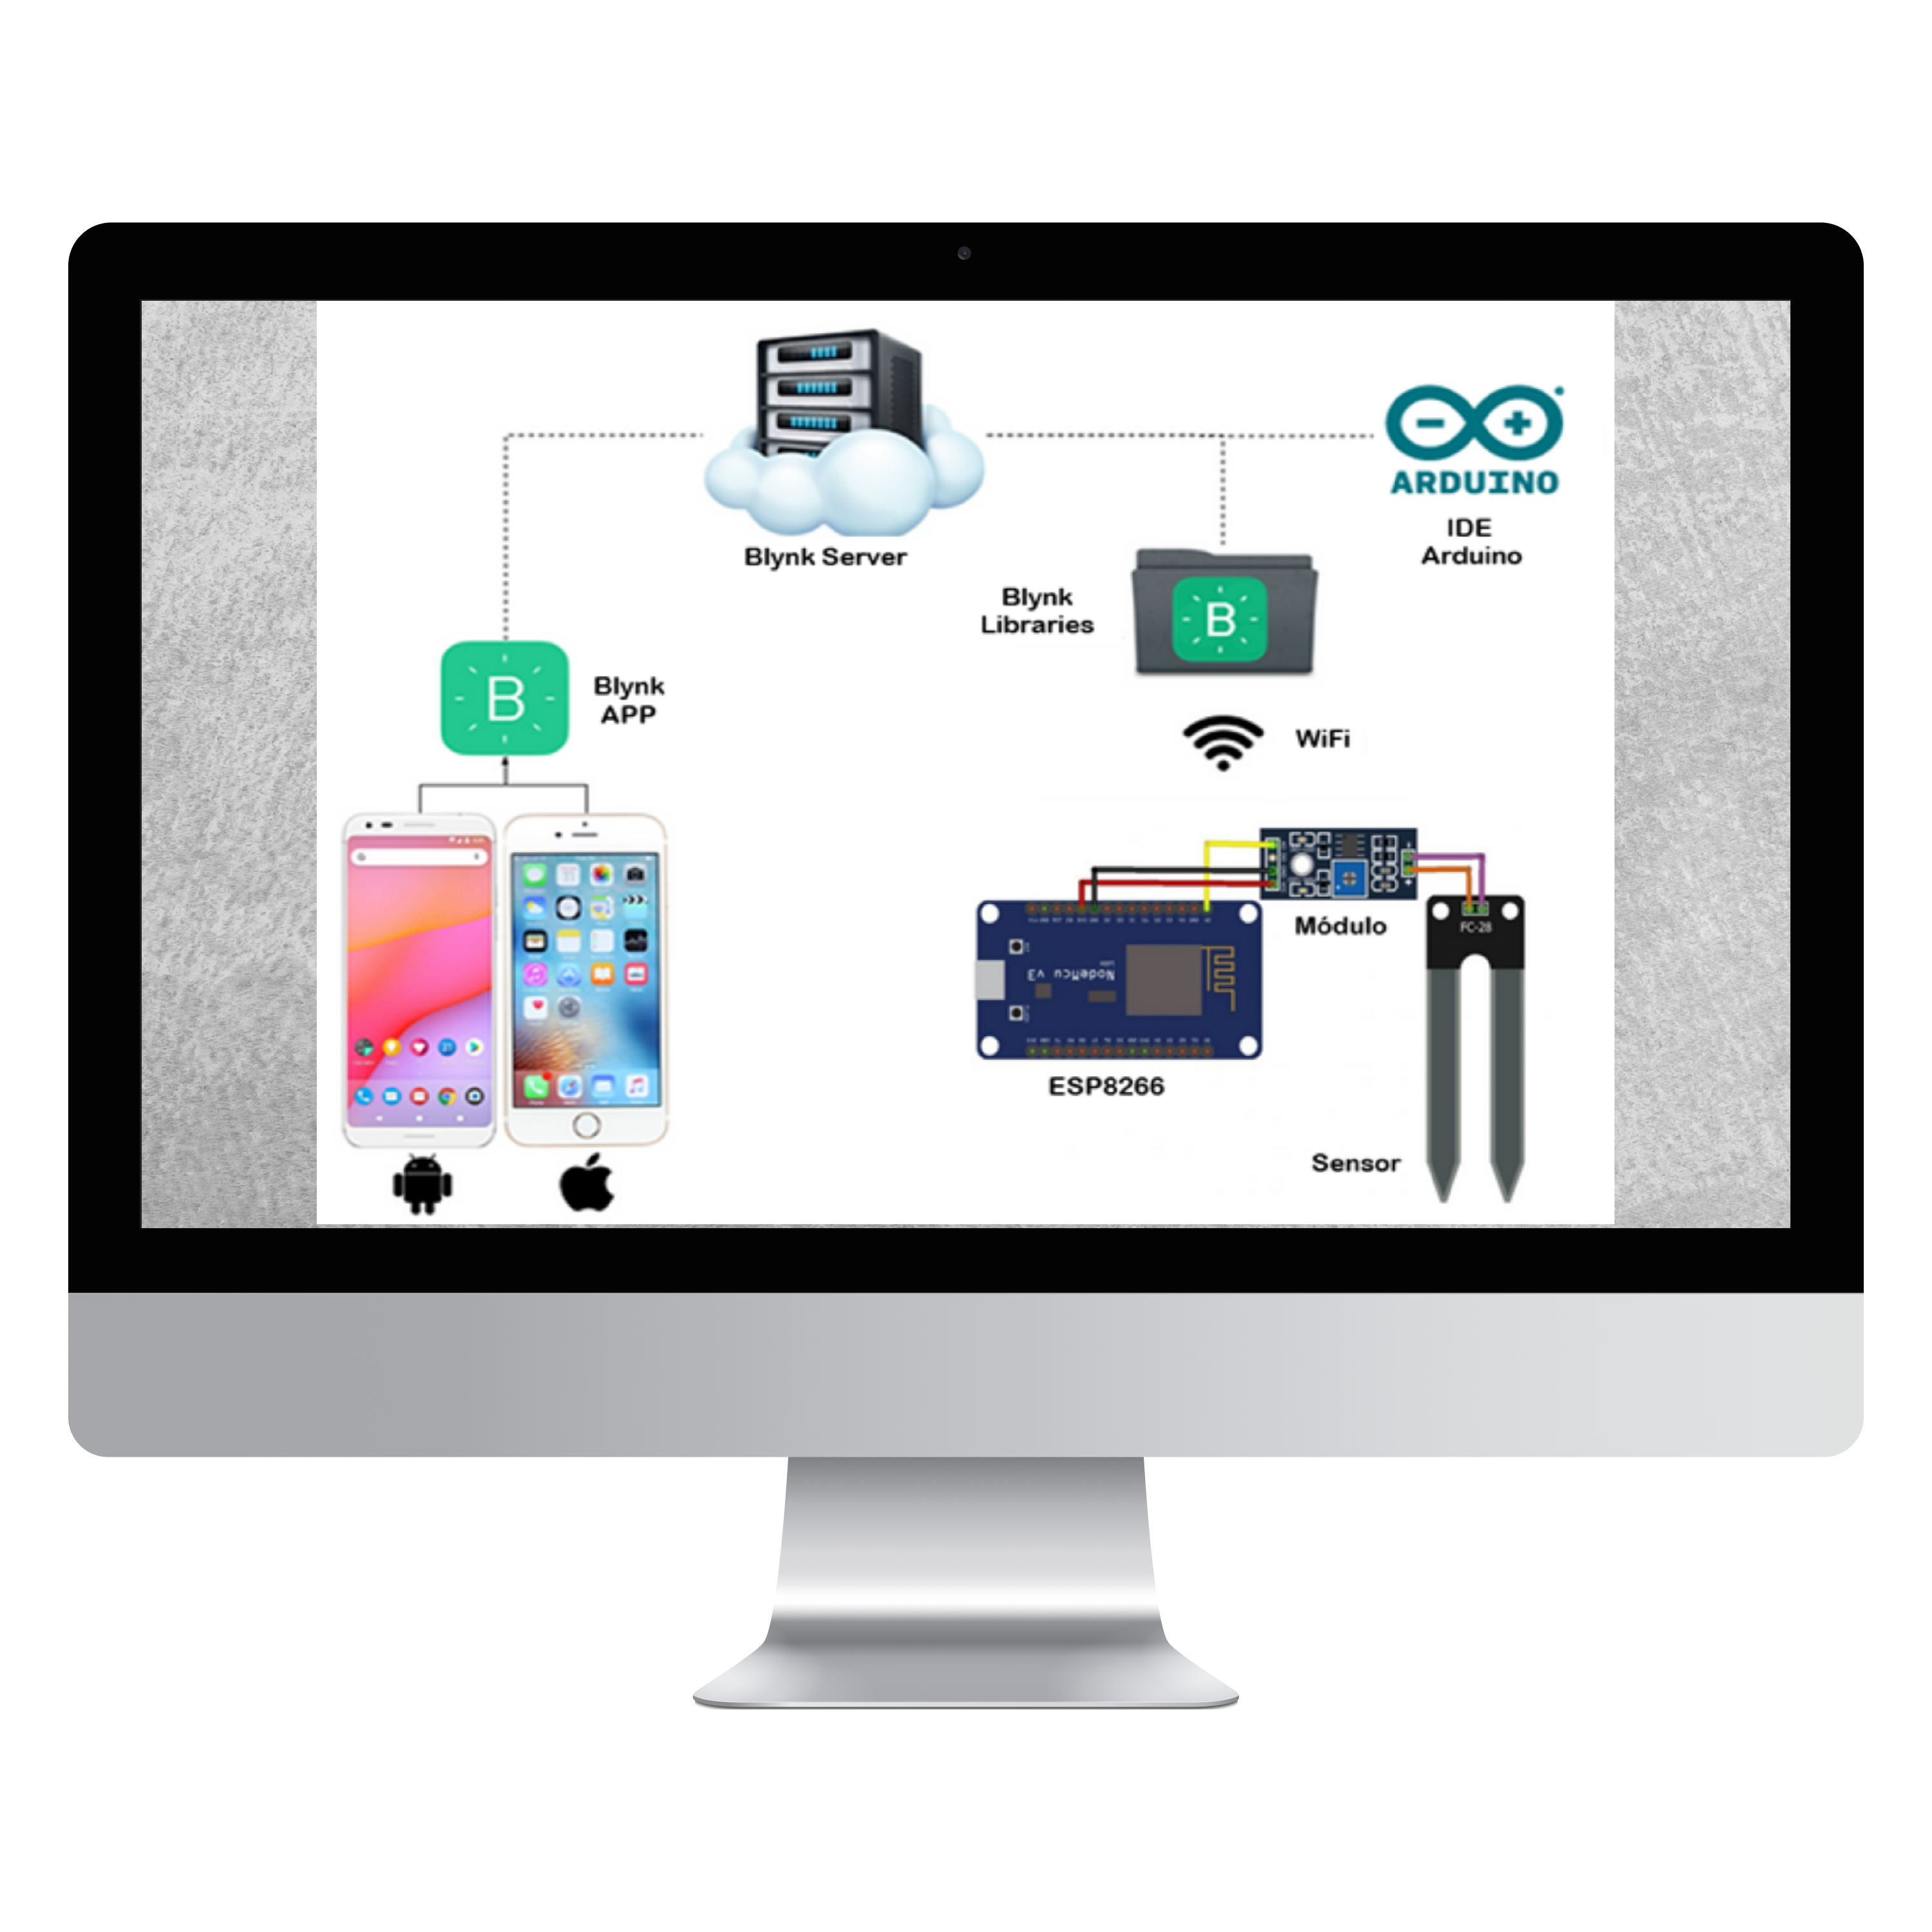 ARDUINO
IDE
Arduino
Blynk Server
Blynk
Libraries
B
B
Blynk
APP
WiFi
Módulo
FC-28
NodeMcu v3
ESP8266
Sensor